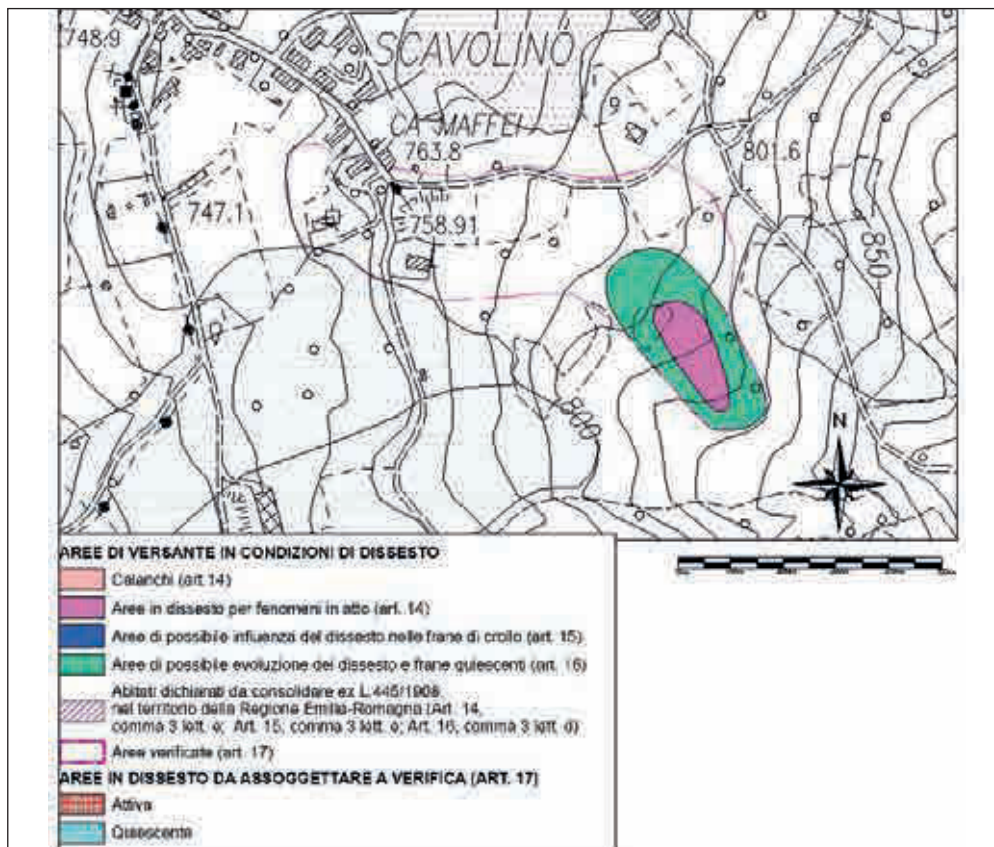 748.9
SCAVOLINO
CA MAFFEI
9
763.8
801.6
747.1
758.91
850
800
N
AREE DI VERSANTE IN CONDIZIONI DI DISSESTO
Calanchi (art 14)
Aree in dissesto per fenomeni in atto (art. 14)
Aree di possibile influenza del dissesto nelle frane di crollo (art. 15)
Aree di possibile evoluzione del dissesto e frane quiescenti (art. 16)
Abitati dichiarati da consolidare ex L.445/1908
nel territorio della Regione Emilia-Romagna (Art. 14,
comma 3 lett. e; Art. 15, comma 3 lett. e; Art. 16, comma 3 lett. d)
Aree verificate (art. 17)
AREE IN DISSESTO DA ASSOGGETTARE A VERIFICA (ART. 17)
Attiva
Quiescente